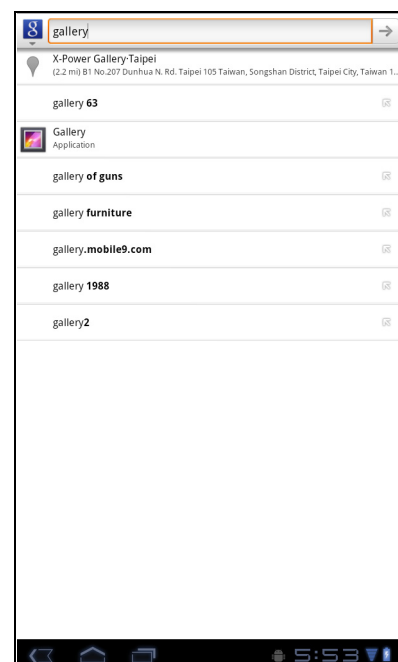 8 gallery
X-Power Gallery·Taipei
(2.2 mi) B1 No.207 Dunhua N. Rd. Taipei 105 Taiwan, Songshan District, Taipei City, Taiwan 1...
gallery 63
Gallery
Application
gallery of guns
gallery furniture
gallery.mobile9.com
gallery 1988
gallery2
5:53